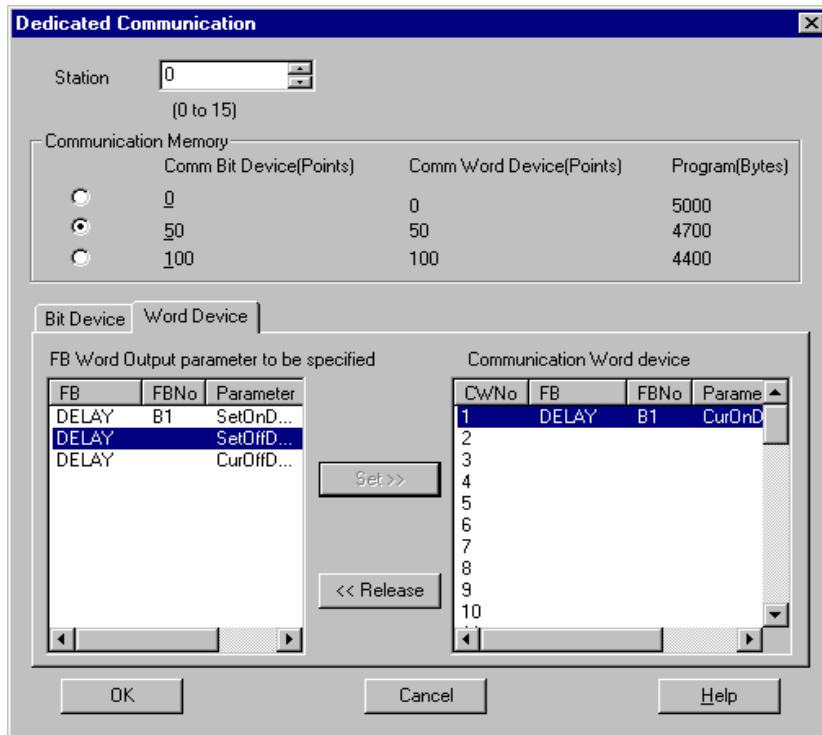 Dedicated Communication
Station 0
(0 to 15)
Communication Memory
Comm Bit Device(Points) Comm Word Device(Points) Program(Bytes)
0 0 5000
50 50 4700
100 100 4400
Bit Device Word Device
FB Word Output parameter to be specified Communication Word device
FB FBNo Parameter CWNo FB FBNo Parame
DELAY B1 SetOnD... 1 DELAY B1 CurOnD
DELAY SetOffD... 2
DELAY CurOffD... 3
4
Set >>
5
6
7
8
<< Release 9
10
OK Cancel Help